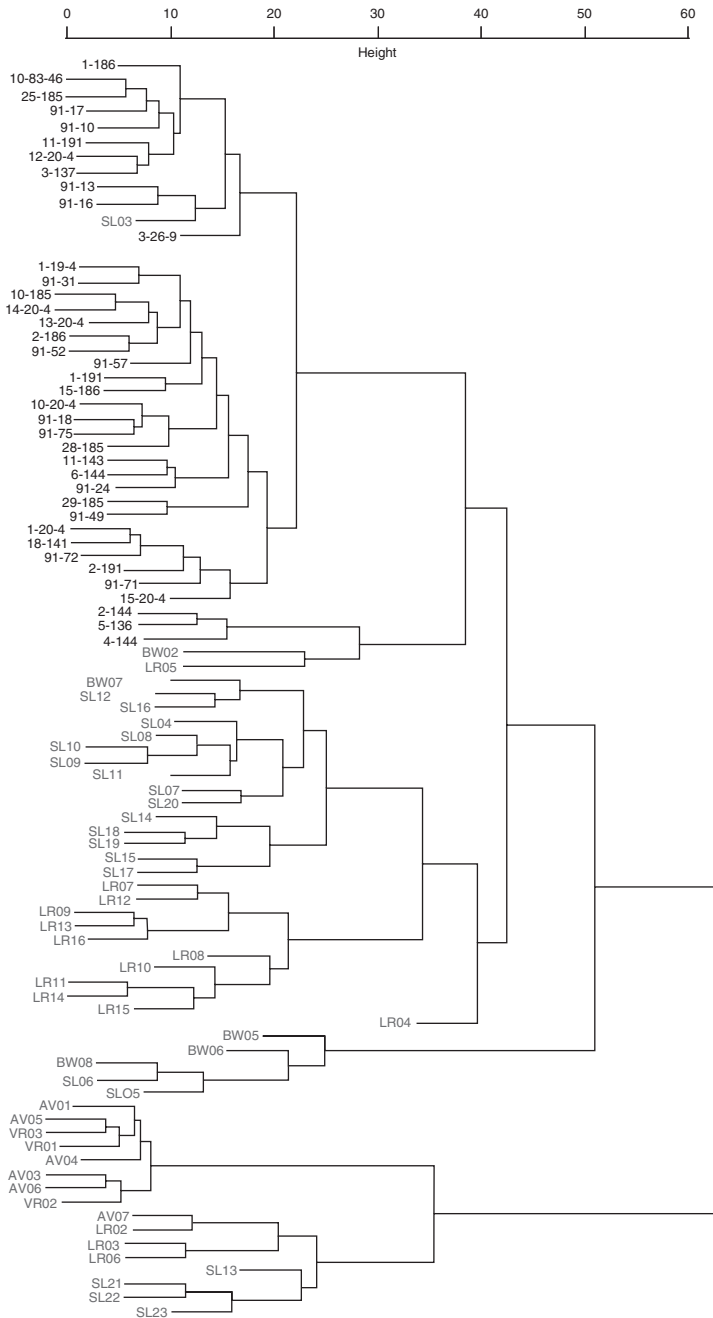 0 10 20 30 40 50 60
Height
1-186
10-83-46
25-185
91-17
91-10
11-191
12-20-4
3-137
91-13
91-16
SL03
3-26-9
1-19-4
91-31
10-185
14-20-4
13-20-4
2-186
91-52
91-57
1-191
15-186
10-20-4
91-18
91-75
28-185
11-143
6-144
91-24
29-185
91-49
1-20-4
18-141
91-72
2-191
91-71
15-20-4
2-144
5-136
4-144
BW02
LR05
BW07
SL12
SL16
SL04
SL08
SL10
SL09
SL11
SL07
SL20
SL14
SL18
SL19
SL15
SL17
LR07
LR12
LR09
LR13
LR16
LR08
LR10
LR11
LR14
LR15
LR04
BW05
BW06
BW08
SL06
SLO5
AV01
AV05
VR03
VR01
AV04
AV03
AV06
VR02
AV07
LR02
LR03
LR06
SL13
SL21
SL22
SL23